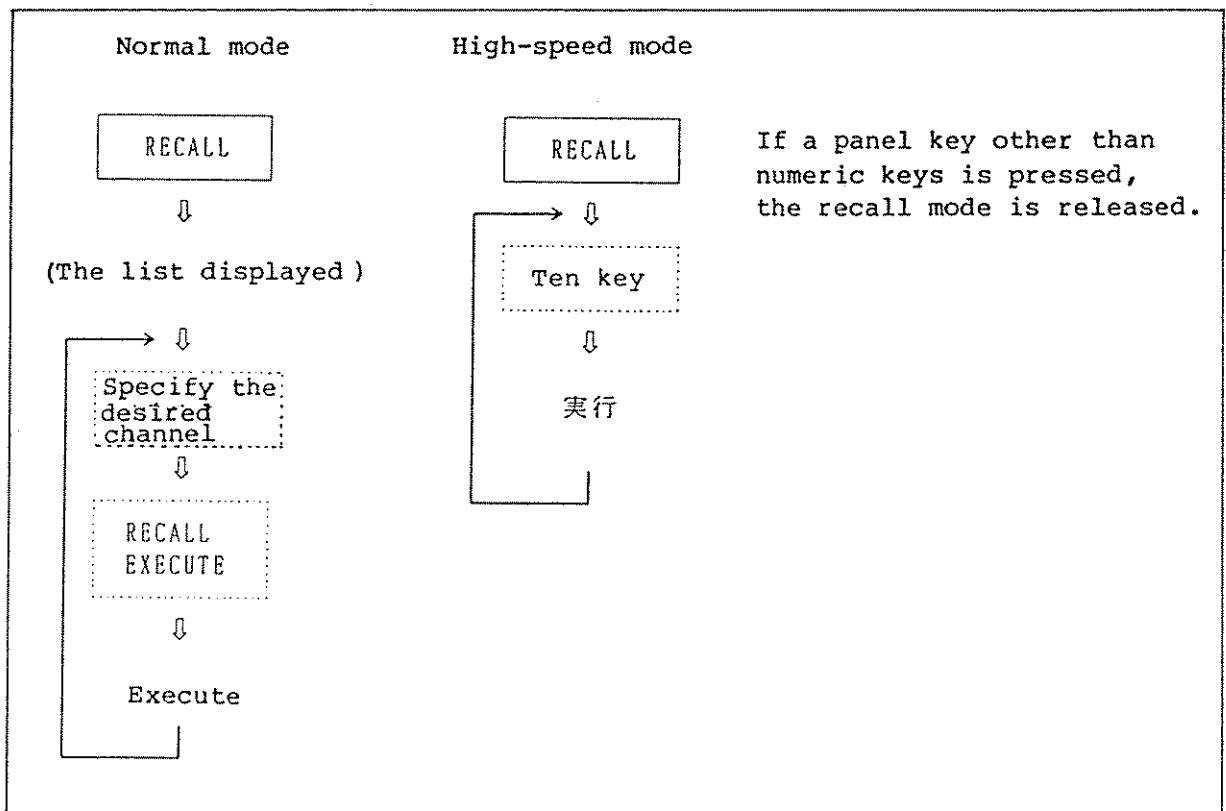 Normal mode
RECALL
(The list displayed )
Specify the
desired
channel
RECALL
EXECUTE
Execute
High-speed mode
RECALL
Ten key
実行
If a panel key other than
numeric keys is pressed,
the recall mode is released.